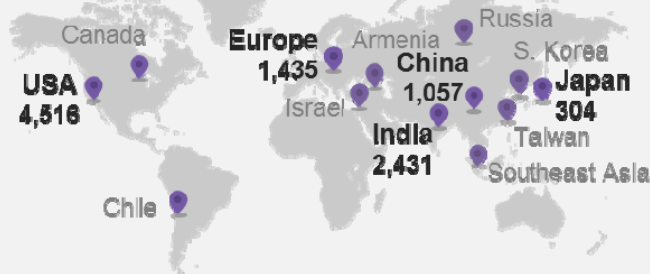 Canada
USA
4,516
Europe
1,435
Armenia
Russia
China
1,057
S. Korea
Japan
304
Israel
India
2,431
Taiwan
Southeast Asia
Chile